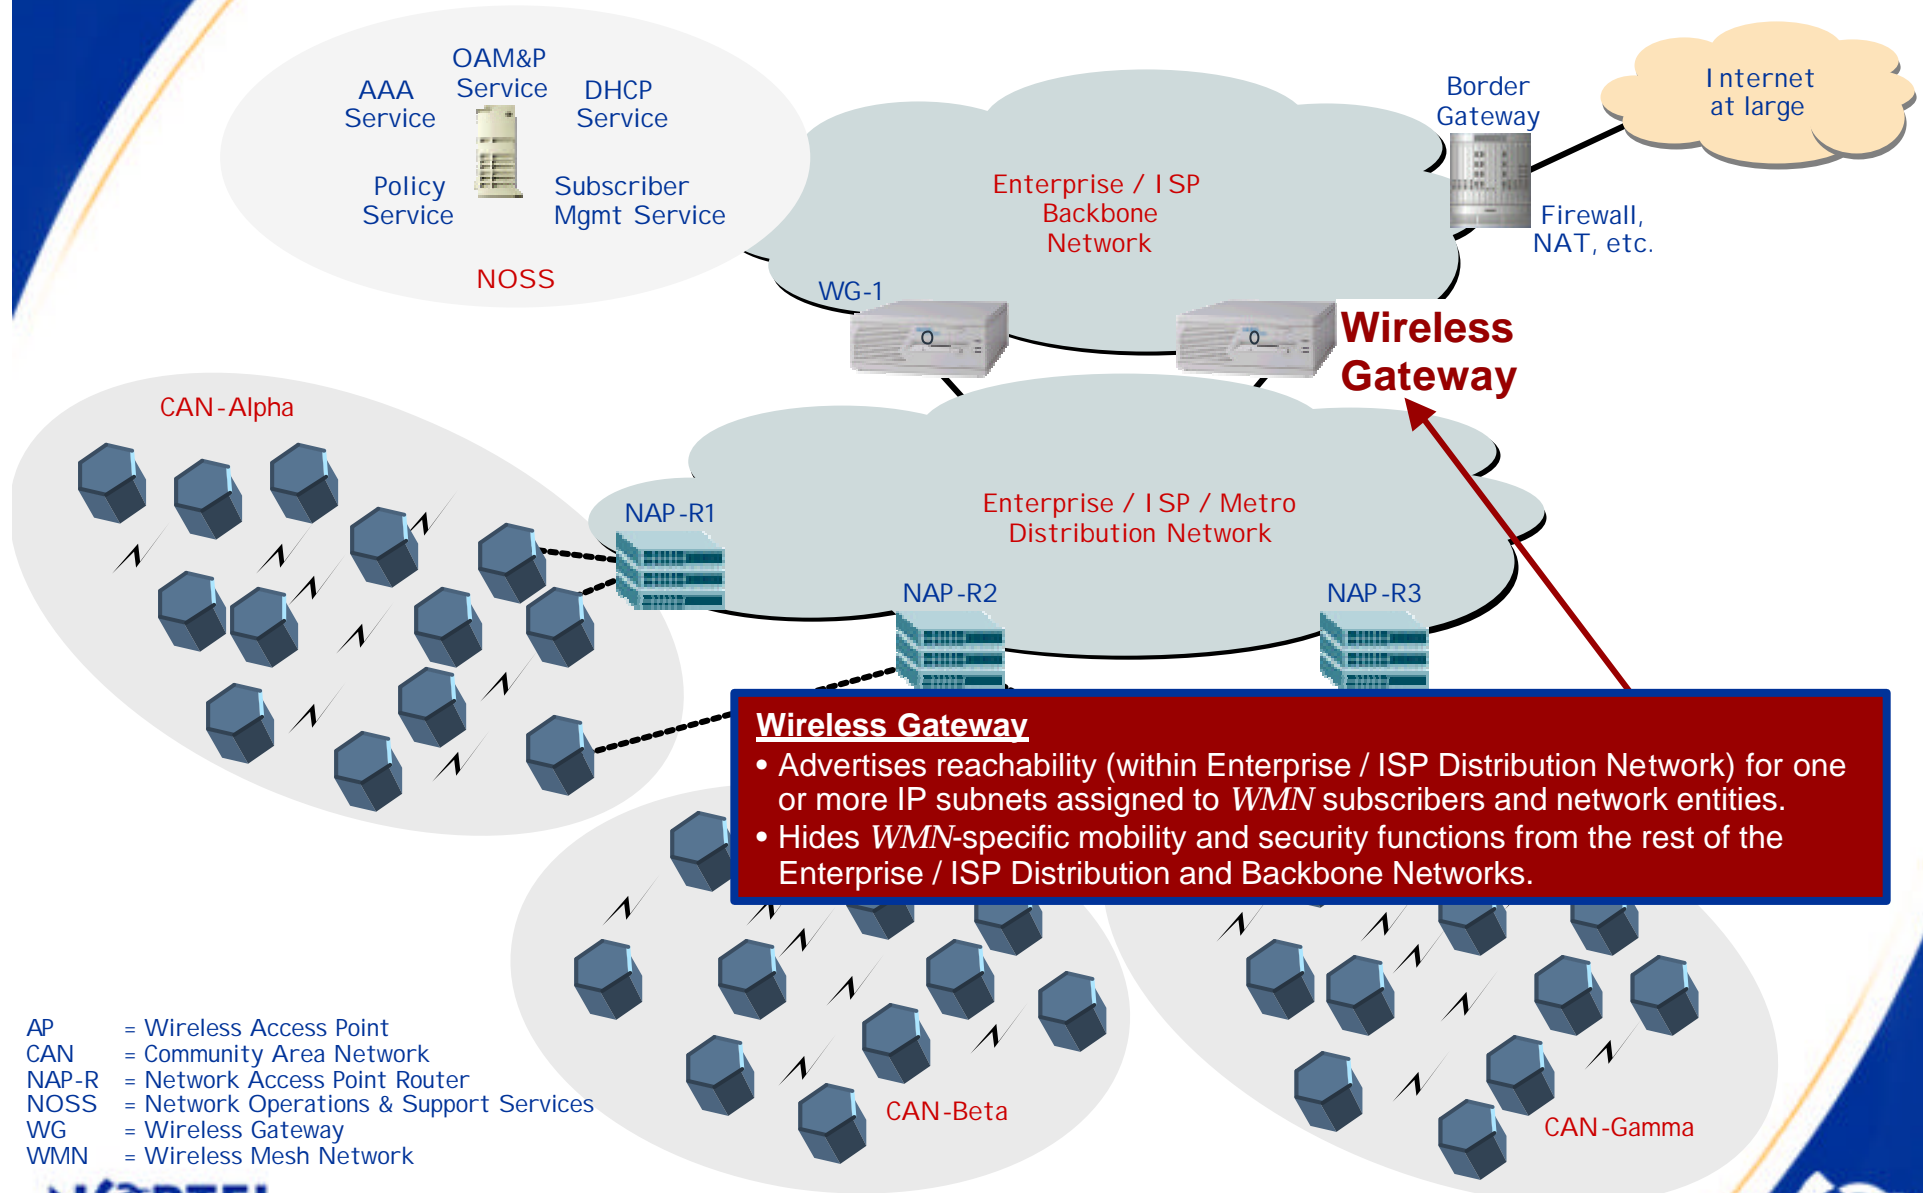 OAM&P
Service
AAA
Service
DHCP
Service
Policy
Service
Subscriber
Mgmt Service
NOSS
Enterprise / ISP
Backbone
Network
Border
Gateway
Internet
at large
Firewall,
NAT, etc.
WG-1
Wireless
Gateway
CAN-Alpha
NAP-R1
Enterprise / ISP / Metro
Distribution Network
NAP-R2
NAP-R3
Wireless Gateway
• Advertises reachability (within Enterprise / ISP Distribution Network) for one
or more IP subnets assigned to WMN subscribers and network entities.
• Hides WMN-specific mobility and security functions from the rest of the
Enterprise / ISP Distribution and Backbone Networks.
CAN-Beta
CAN-Gamma
AP = Wireless Access Point
CAN = Community Area Network
NAP-R = Network Access Point Router
NOSS = Network Operations & Support Services
WG = Wireless Gateway
WMN = Wireless Mesh Network